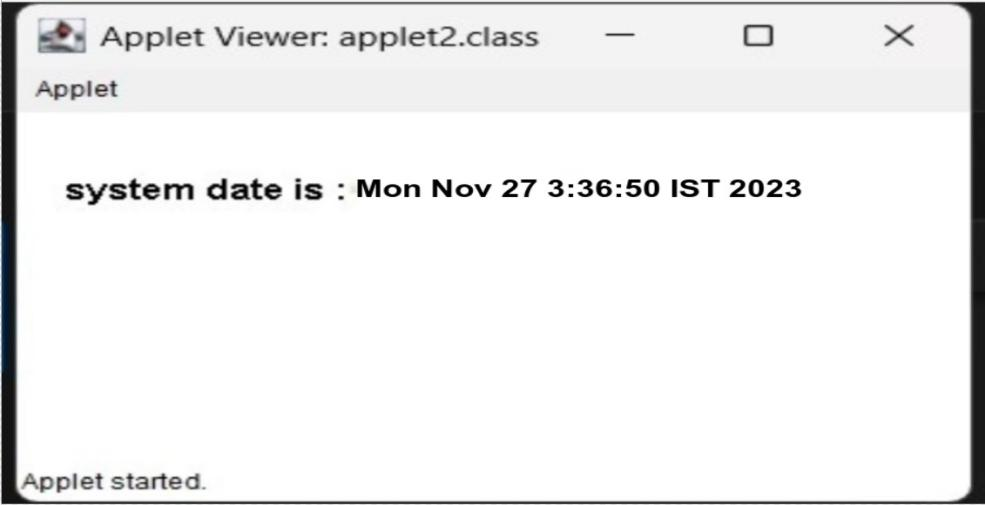 Applet Viewer: applet2.class
Applet
system date is : Mon Nov 27 3:36:50 IST 2023
Applet started.